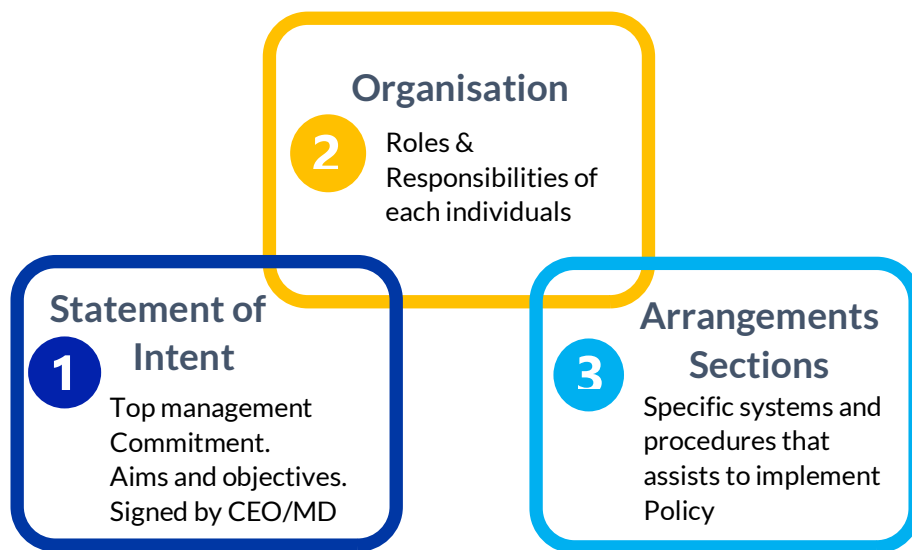 Organisation
2
Roles &
Responsibilities of
each individuals
Statement of
Intent
1
Top management
Commitment.
Aims and objectives.
Signed by CEO/MD
Arrangements
Sections
3
Specific systems and
procedures that
assists to implement
Policy